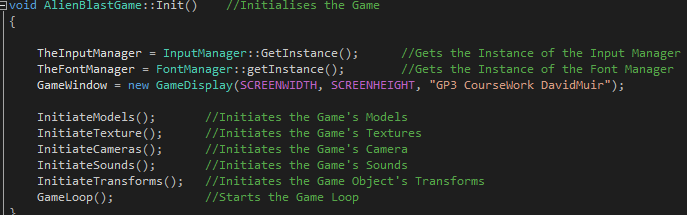 void AlienBlastGame::Init()    //Initialises the Game
{
TheInputManager = InputManager::GetInstance();      //Gets the Instance of the Input Manager
TheFontManager = FontManager::getInstance();        //Gets the Instance of the Font Manager
GameWindow = new GameDisplay(SCREENWIDTH, SCREENHEIGHT, "GP3 CourseWork DavidMuir");
InitiateModels();       //Initiates the Game's Models
InitiateTexture();      //Initiates the Game's Textures
InitiateCameras();      //Initiates the Game's Camera
InitiateSounds();       //Initiates the Game's Sounds
InitiateTransforms();   //Initiates the Game Object's Transforms
GameLoop();             //Starts the Game Loop
}